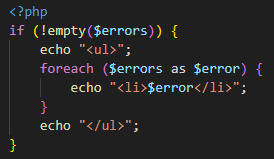 <?php
if (!empty($errors)) {
    echo "<ul>";
    foreach ($errors as $error) {
        echo "<li>$error</li>";
    }
    echo "</ul>";
}